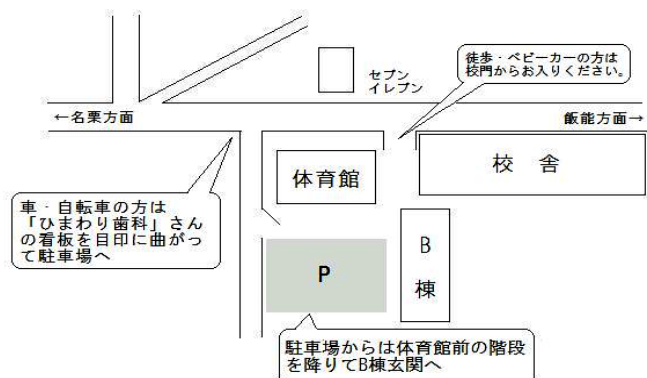 徒歩・ベビーカーの方は
校門からお入りください。
セブン
イレブン
←名栗方面
飯能方面→
体育館
校 舎
車・自転車の方は
「ひまわり歯科」さん
の看板を目印に曲がっ
て駐車場へ
P
B
棟
駐車場からは体育館前の階段
を降りてB棟玄関へ